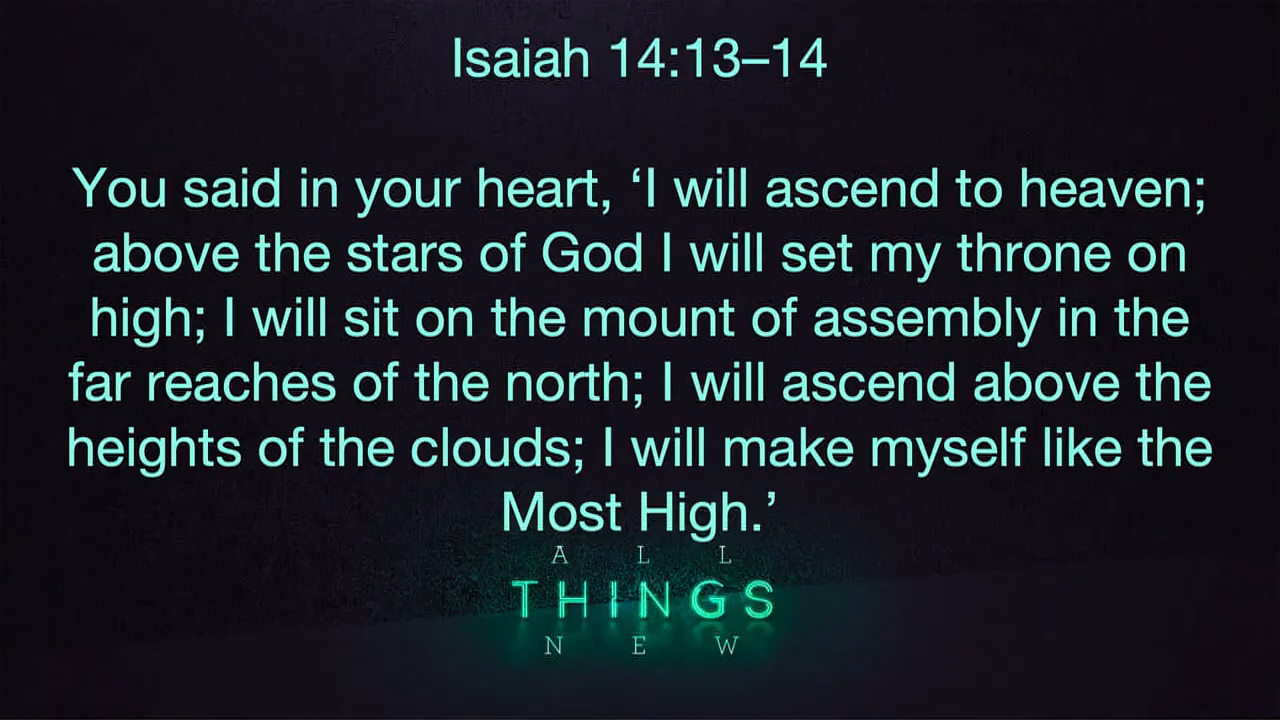 Isaiah 14:13–14
You said in your heart, ‘I will ascend to heaven;
above the stars of God I will set my throne on
high; I will sit on the mount of assembly in the
far reaches of the north; I will ascend above the
heights of the clouds; I will make myself like the
Most High.’
ALL
THINGS
NEW